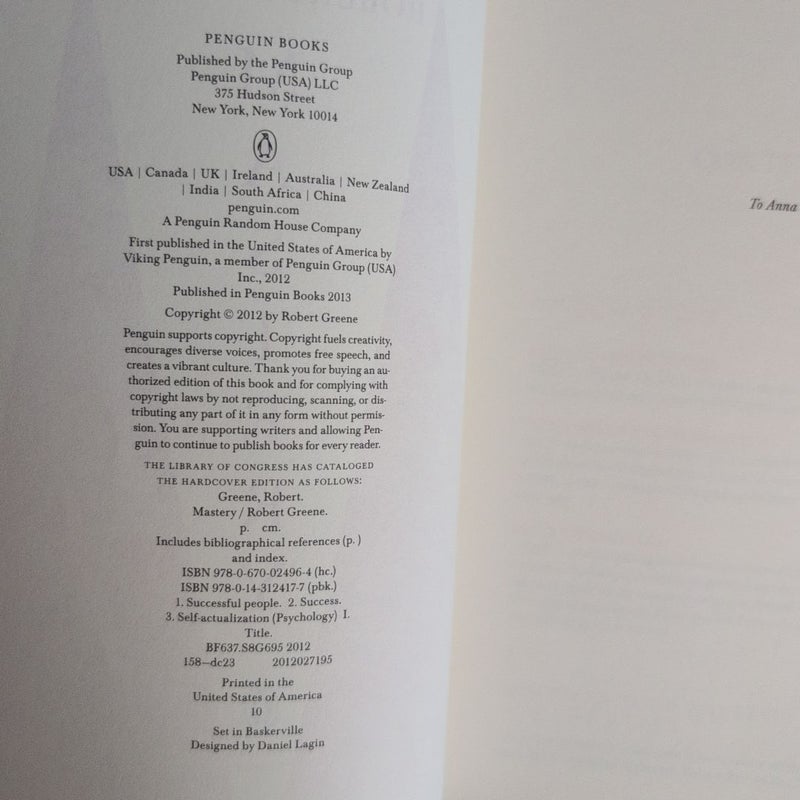 PENGUIN BOOKS
Published by the Penguin Group
Penguin Group (USA) LLC
375 Hudson Street
New York, New York 10014
USA | Canada | UK | Ireland | Australia | New Zealand
| India | South Africa | China
penguin.com
A Penguin Random House Company
First published in the United States of America by
Viking Penguin, a member of Penguin Group (USA)
Inc., 2012
Published in Penguin Books 2013
Copyright © 2012 by Robert Greene
Penguin supports copyright. Copyright fuels creativity,
encourages diverse voices, promotes free speech, and
creates a vibrant culture. Thank you for buying an au-
thorized edition of this book and for complying with
copyright laws by not reproducing, scanning, or dis-
tributing any part of it in any form without permis-
sion. You are supporting writers and allowing Pen-
guin to continue to publish books for every reader.
THE LIBRARY OF CONGRESS HAS CATALOGED
THE HARDCOVER EDITION AS FOLLOWS:
Greene, Robert.
Mastery / Robert Greene.
p. cm.
Includes bibliographical references (p. )
and index.
ISBN 978-0-670-02496-4 (hc.)
ISBN 978-0-14-312417-7 (pbk.)
1. Successful people. 2. Success.
3. Self-actualization (Psychology) I.
Title.
BF637.S8G695 2012
158—dc23 2012027195
Printed in the
United States of America
10
Set in Baskerville
Designed by Daniel Lagin
To Anna